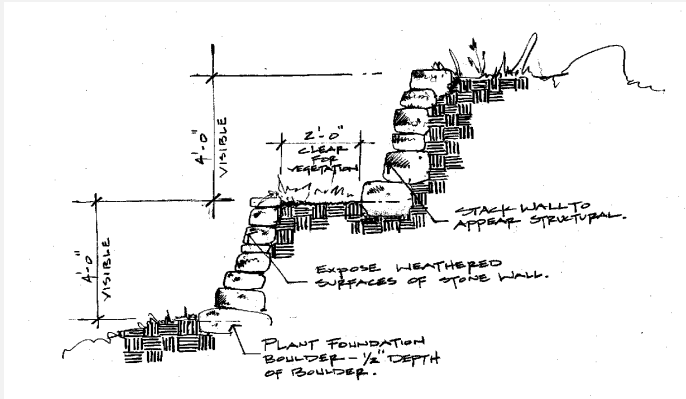 4'-0"
VISIBLE
2'-0"
CLEAR
FOR
VEGETATION
4'-0"
VISIBLE
STACK WALL TO
APPEAR STRUCTURAL.
EXPOSE WEATHERED
SURFACES OF STONE WALL.
PLANT FOUNDATION
BOULDER - 1/2" DEPTH
OF BOULDER.